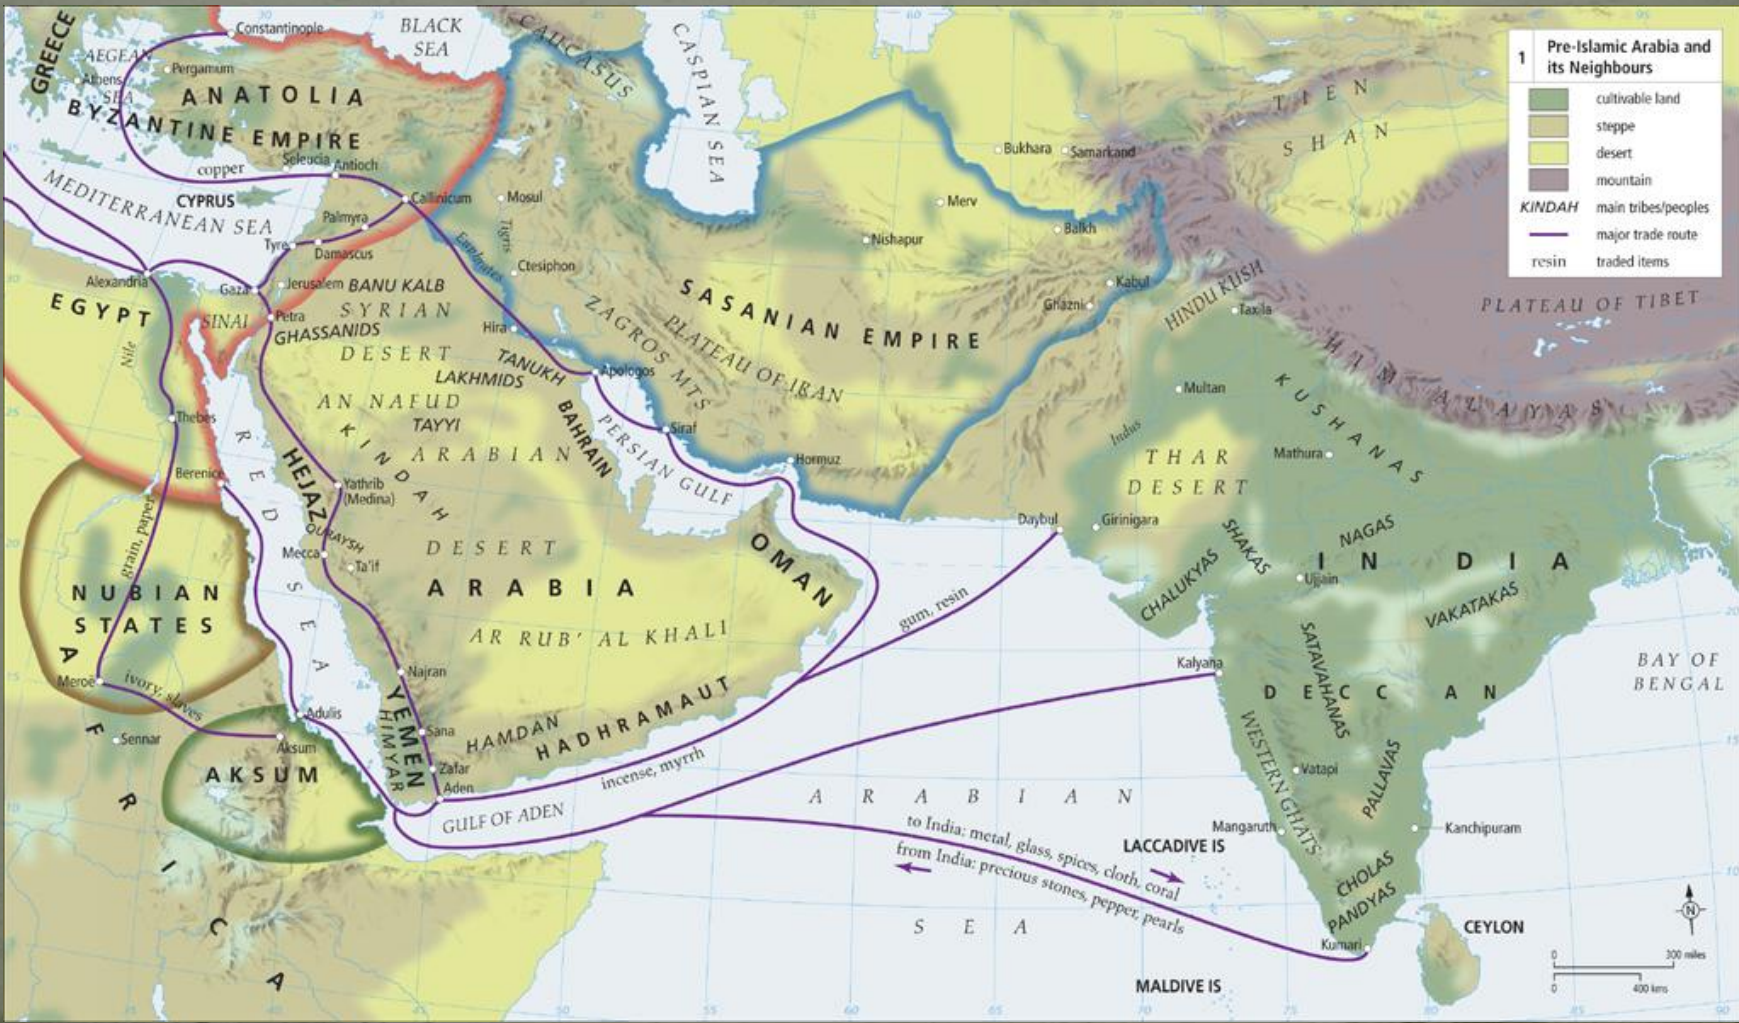 1 Pre-Islamic Arabia and
its Neighbours
cultivable land
steppe
desert
mountain
KINDAH main tribes/peoples
major trade route
resin traded items
GREECE
AEGEAN
SEA
Athens
Constantinople
Pergamum
BLACK
SEA
CAUCASUS
CASPIAN SEA
ANATOLIA
BYZANTINE EMPIRE
copper
Seleucia
Antioch
CYPRUS
MEDITERRANEAN SEA
Callinicum
Palmyra
Tyre
Damascus
Mosul
Tigris
Euphrates
Ctesiphon
Alexandria
Gaza
Jerusalem
BANU KALB
EGYPT
SINAI
Petra
SYRIAN
GHASSANIDS
DESERT
Nile
Hira
TANUKH
LAKHMIDS
Apologos
AN NAFUD
TAYYI
KINDAH
ARABIAN
DESERT
BAHRAIN
PERSIAN GULF
Siraf
Hormuz
ZAGROS MTS
PLATEAU OF IRAN
SASANIAN EMPIRE
Nishapur
Merv
Bukhara
Samarkand
Balkh
Kabul
Ghazni
TIEN
SHAN
HINDU KUSH
Taxila
PLATEAU OF TIBET
HIMALAYAS
Multan
KUSHANAS
Indus
THAR
DESERT
Mathura
Thebes
Berenice
RED SEA
HEJAZ
Yathrib
(Medina)
QURAYSH
Mecca
Ta'if
ARABIA
OMAN
AR RUB' AL KHALI
grain, paper
NUBIAN
STATES
Meroë
ivory, slaves
Sennar
Adulis
Aksum
AKSUM
AFRICA
Najran
YEMEN
HIMYAR
Sana
HAMDAN
HADHRAMAUT
Zafar
Aden
GULF OF ADEN
incense, myrrh
gum, resin
Daybul
Girinigara
SHAKAS
CHALUKYAS
NAGAS
INDIA
Ujjain
VAKATAKAS
SATAVAHANAS
Kalyana
DECCAN
BAY OF
BENGAL
WESTERN GHATS
Vatapi
PALLAVAS
Mangaruth
Kanchipuram
CHOLAS
PANDYAS
Kumari
CEYLON
ARABIAN
SEA
to India: metal, glass, spices, cloth, coral
from India: precious stones, pepper, pearls
LACCADIVE IS
MALDIVE IS
N
0 300 miles
0 400 kms